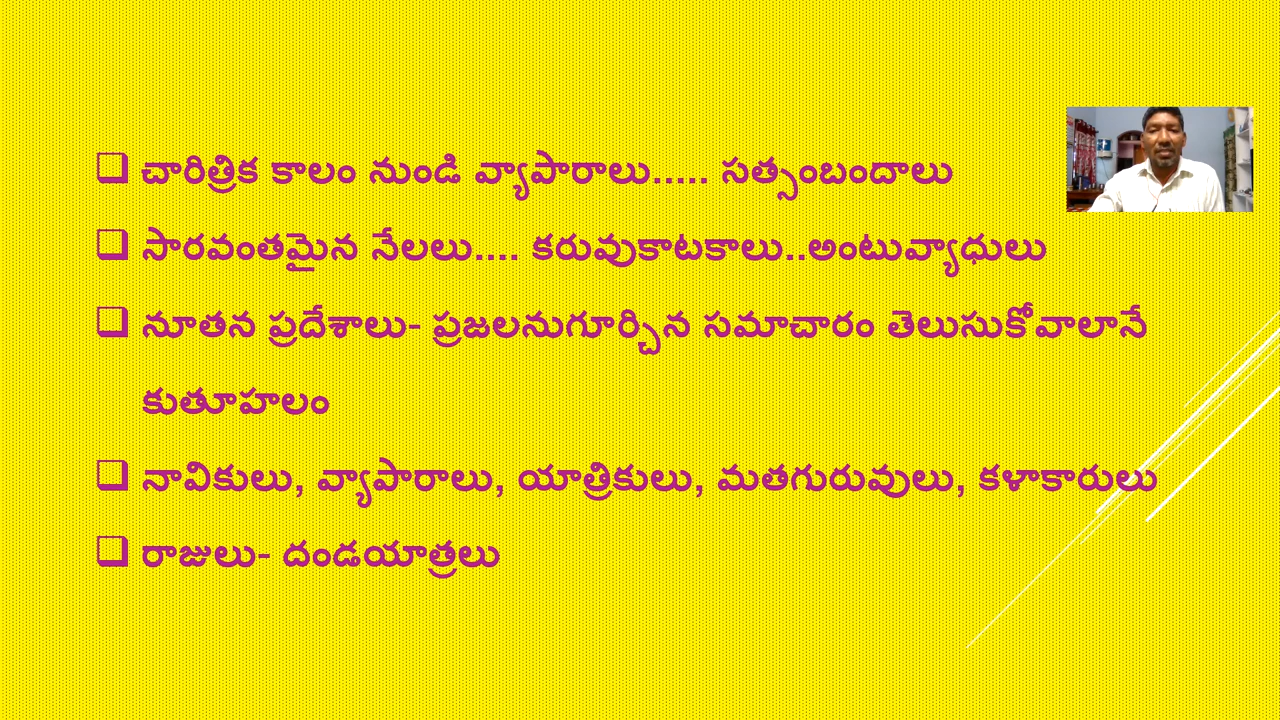 చారిత్రిక కాలం నుండి వ్యాపారాలు..... సత్సంబందాలు
సారవంతమైన నేలలు.... కరువుకాటకాలు..అంటువ్యాధులు
నూతన ప్రదేశాలు- ప్రజలనుగూర్చిన సమాచారం తెలుసుకోవాలానే
కుతూహలం
నావికులు, వ్యాపారాలు, యాత్రికులు, మతగురువులు, కళాకారులు
రాజులు- దండయాత్రలు